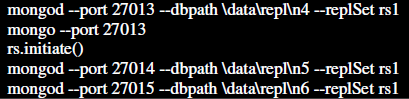 mongod --port 27013 --dbpath \data\repl\n4 --replSet rs1
mongo --port 27013
rs.initiate()
mongod --port 27014 --dbpath \data\repl\n5 --replSet rs1
mongod --port 27015 --dbpath \data\repl\n6 --replSet rs1